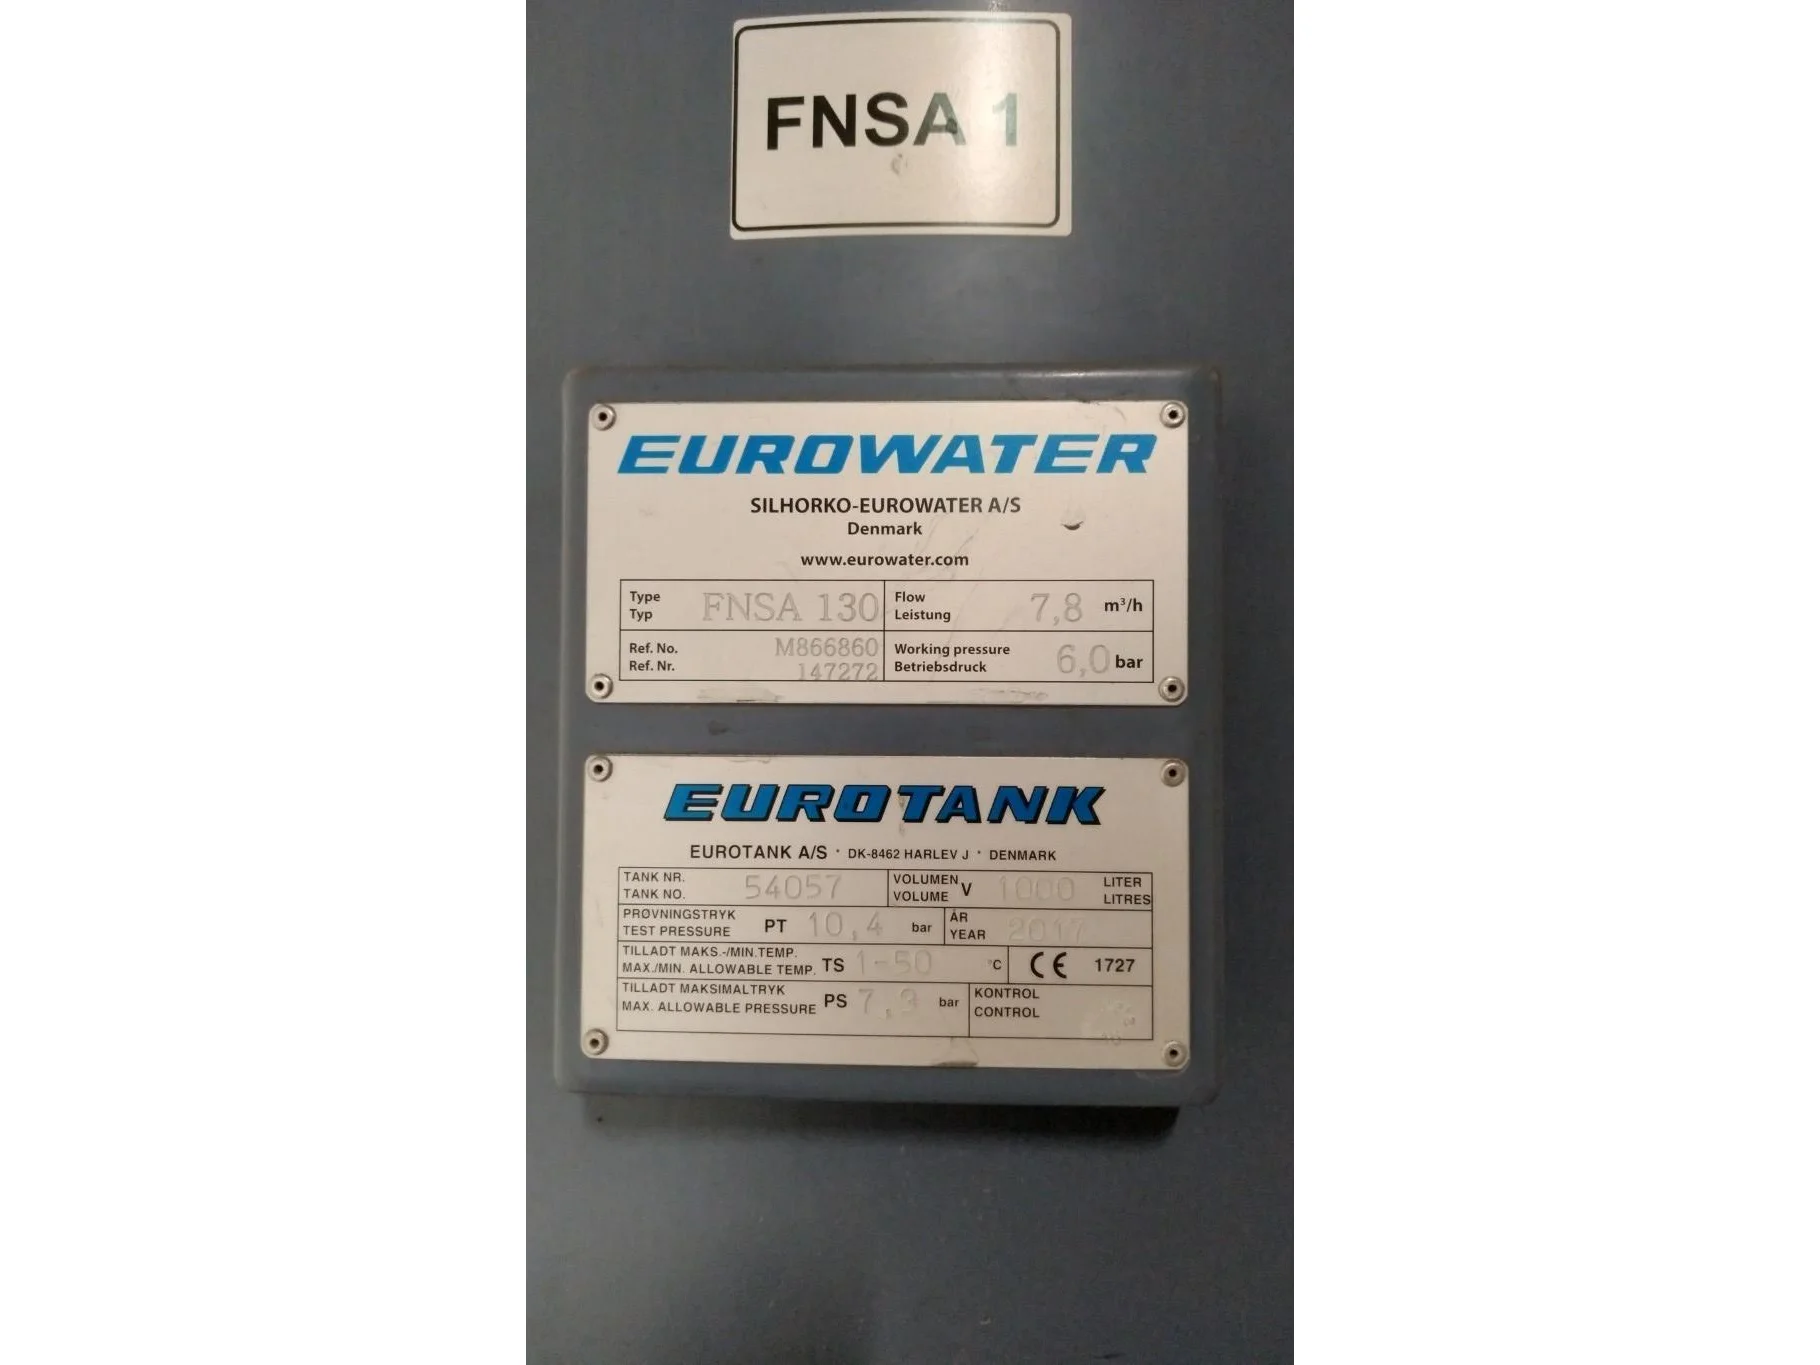 FNSA 1
EUROWATER
SILHORKO-EUROWATER A/S
Denmark
www.eurowater.com
Type
Typ
FNSA 130
Flow
Leistung
7,8 m³/h
Ref. No.
Ref. Nr.
M866860
147272
Working pressure
Betriebsdruck
6,0 bar
EUROTANK
EUROTANK A/S · DK-8462 HARLEV J · DENMARK
TANK NR.
TANK NO.
54057
VOLUMEN
VOLUME
V 1000
LITER
LITRES
PRØVNINGSTRYK
TEST PRESSURE
PT 10,4 bar
ÅR
YEAR
2017
TILLADT MAKS.-/MIN.TEMP.
MAX./MIN. ALLOWABLE TEMP.
TS 1-50 °C
CE 1727
TILLADT MAKSIMALTRYK
MAX. ALLOWABLE PRESSURE
PS 7,3 bar
KONTROL
CONTROL